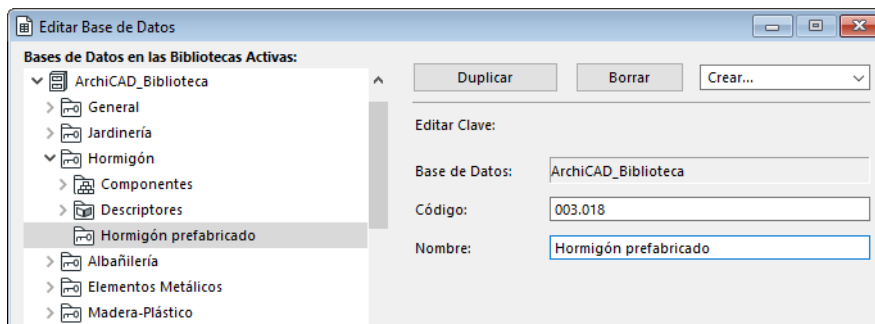 Editar Base de Datos
Bases de Datos en las Bibliotecas Activas:
ArchiCAD_Biblioteca
General
Jardinería
Hormigón
Componentes
Descriptores
Hormigón prefabricado
Albañilería
Elementos Metálicos
Madera-Plástico
Duplicar
Borrar
Crear...
Editar Clave:
Base de Datos: ArchiCAD_Biblioteca
Código: 003.018
Nombre: Hormigón prefabricado